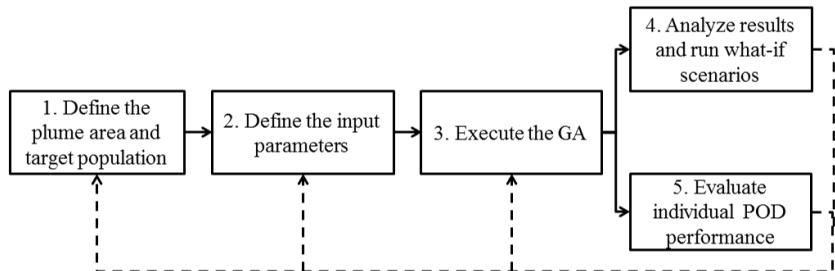 1. Define the
plume area and
target population
2. Define the input
parameters
3. Execute the GA
4. Analyze results
and run what-if
scenarios
5. Evaluate
individual POD
performance